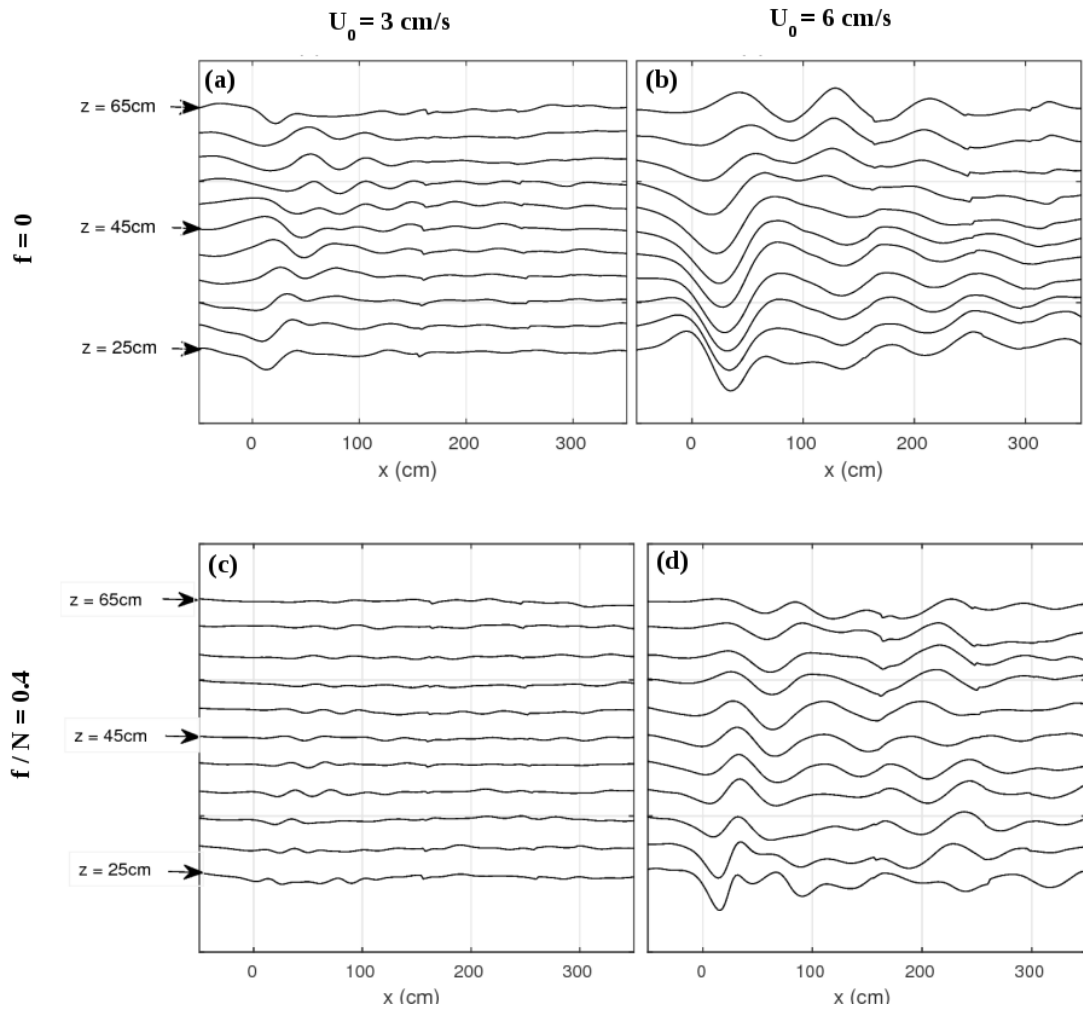 U0 = 3 cm/s
U0 = 6 cm/s
f = 0
(a)
(b)
z = 65cm
z = 45cm
z = 25cm
0 100 200 300
0 100 200 300
x (cm)
x (cm)
f / N = 0.4
(c)
(d)
z = 65cm
z = 45cm
z = 25cm
0 100 200 300
0 100 200 300
x (cm)
x (cm)